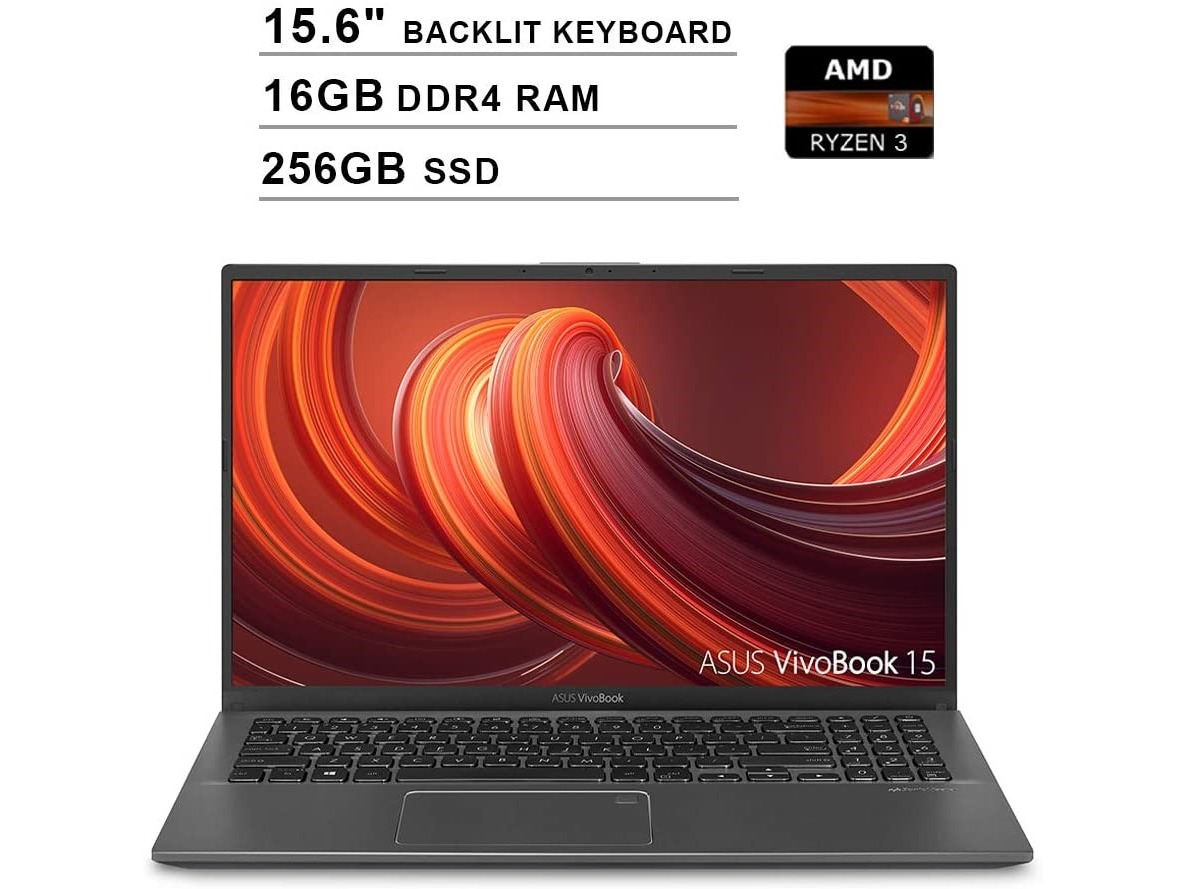 15.6" BACKLIT KEYBOARD
16GB DDR4 RAM
256GB SSD
AMD
RYZEN 3
ASUS VivoBook 15
ASUS VivoBook